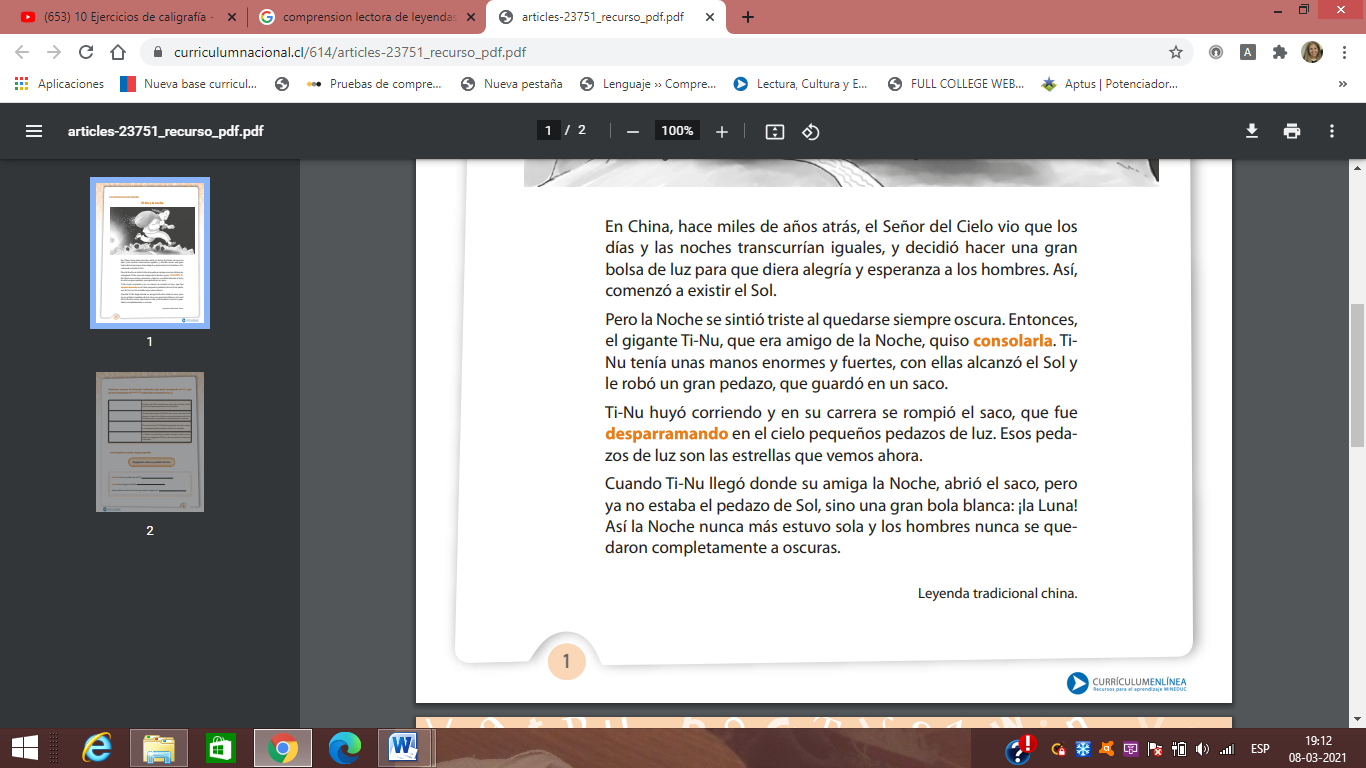 (653) 10 Ejercicios de caligrafía -
comprension lectora de leyendas
articles-23751_recurso_pdf.pdf
curriculumnacional.cl/614/articles-23751_recurso_pdf.pdf
Aplicaciones
Nueva base curricul...
Pruebas de compre...
Nueva pestaña
Lenguaje ›› Compre...
Lectura, Cultura y E...
FULL COLLEGE WEB...
Aptus | Potenciador...
»
articles-23751_recurso_pdf.pdf
1 / 2
100%
En China, hace miles de años atrás, el Señor del Cielo vio que los
días y las noches transcurrían iguales, y decidió hacer una gran
bolsa de luz para que diera alegría y esperanza a los hombres. Así,
comenzó a existir el Sol.
Pero la Noche se sintió triste al quedarse siempre oscura. Entonces,
el gigante Ti-Nu, que era amigo de la Noche, quiso consolarla. Ti-
Nu tenía unas manos enormes y fuertes, con ellas alcanzó el Sol y
le robó un gran pedazo, que guardó en un saco.
Ti-Nu huyó corriendo y en su carrera se rompió el saco, que fue
desparramando en el cielo pequeños pedazos de luz. Esos peda-
zos de luz son las estrellas que vemos ahora.
Cuando Ti-Nu llegó donde su amiga la Noche, abrió el saco, pero
ya no estaba el pedazo de Sol, sino una gran bola blanca: ¡la Luna!
Así la Noche nunca más estuvo sola y los hombres nunca se que-
daron completamente a oscuras.
Leyenda tradicional china.
1
CURRÍCULUMENLÍNEA
Recursos para el aprendizaje MINEDUC
1
2
ESP
19:12
08-03-2021